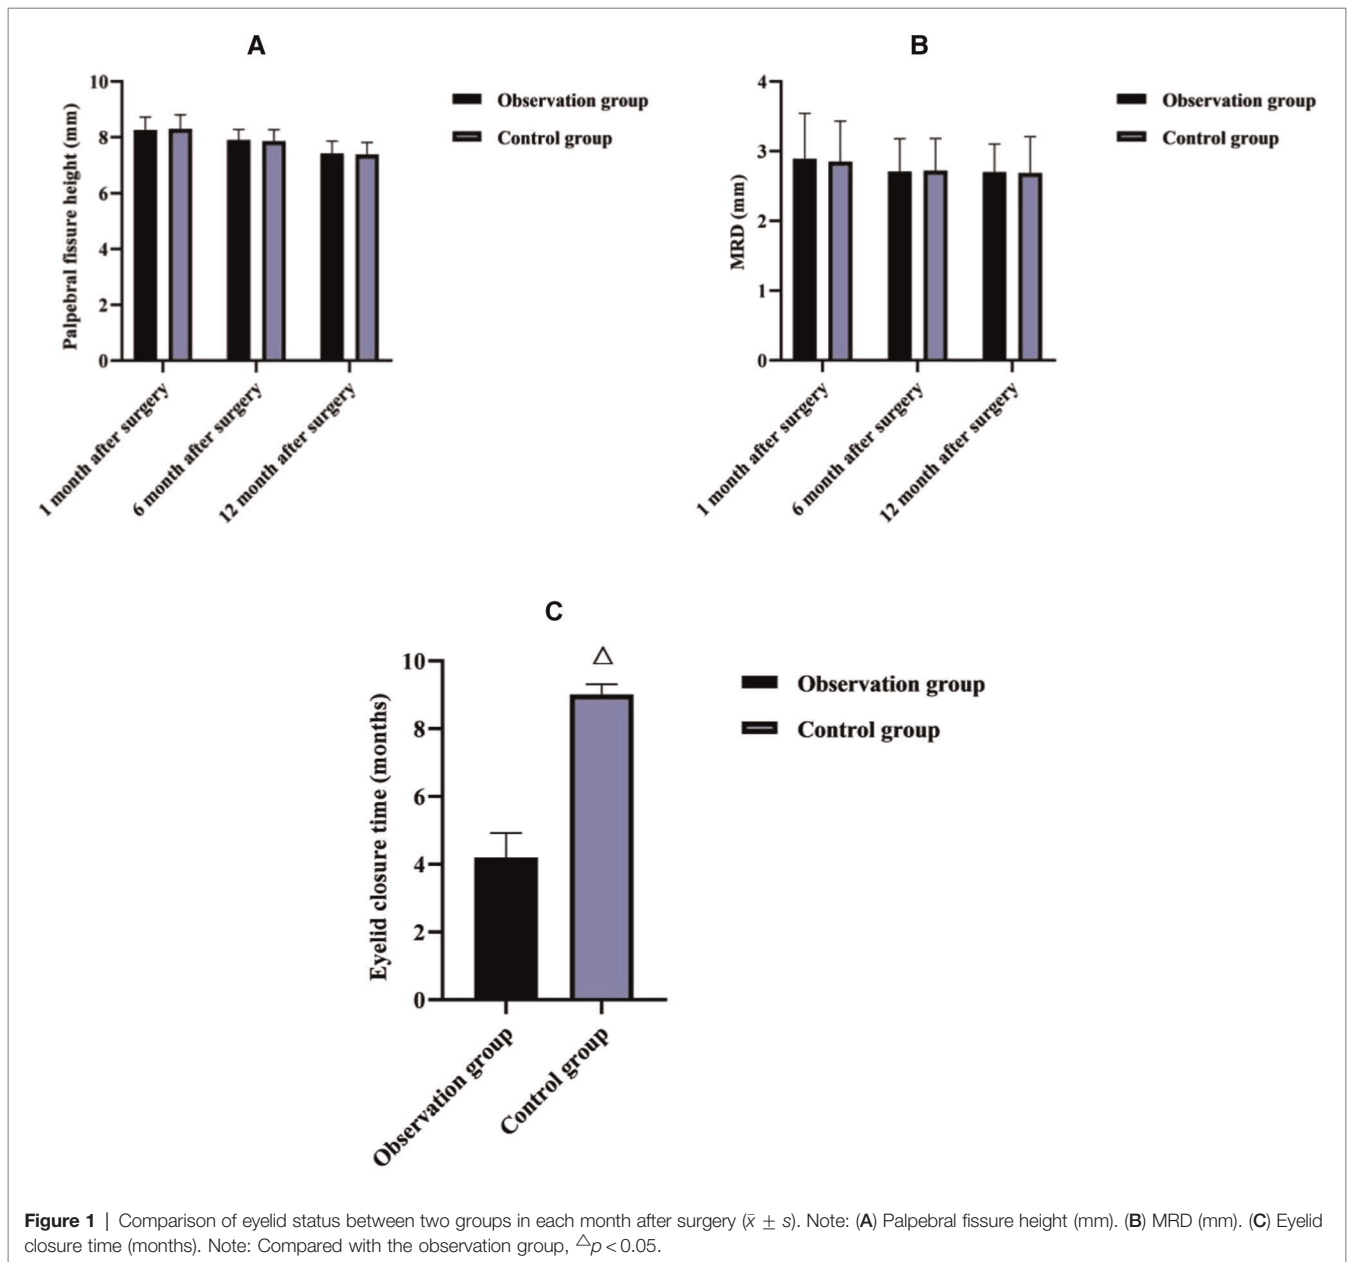 A
10
8
6
4
2
0
Palpebral fissure height (mm)
1 month after surgery
6 month after surgery
12 month after surgery
Observation group
Control group
B
4
3
2
1
0
MRD (mm)
1 month after surgery
6 month after surgery
12 month after surgery
Observation group
Control group
C
△
10
8
6
4
2
0
Eyelid closure time (months)
Observation group
Control group
Observation group
Control group
Figure 1 | Comparison of eyelid status between two groups in each month after surgery (x̄ ± s). Note: (A) Palpebral fissure height (mm). (B) MRD (mm). (C) Eyelid
closure time (months). Note: Compared with the observation group, △p < 0.05.